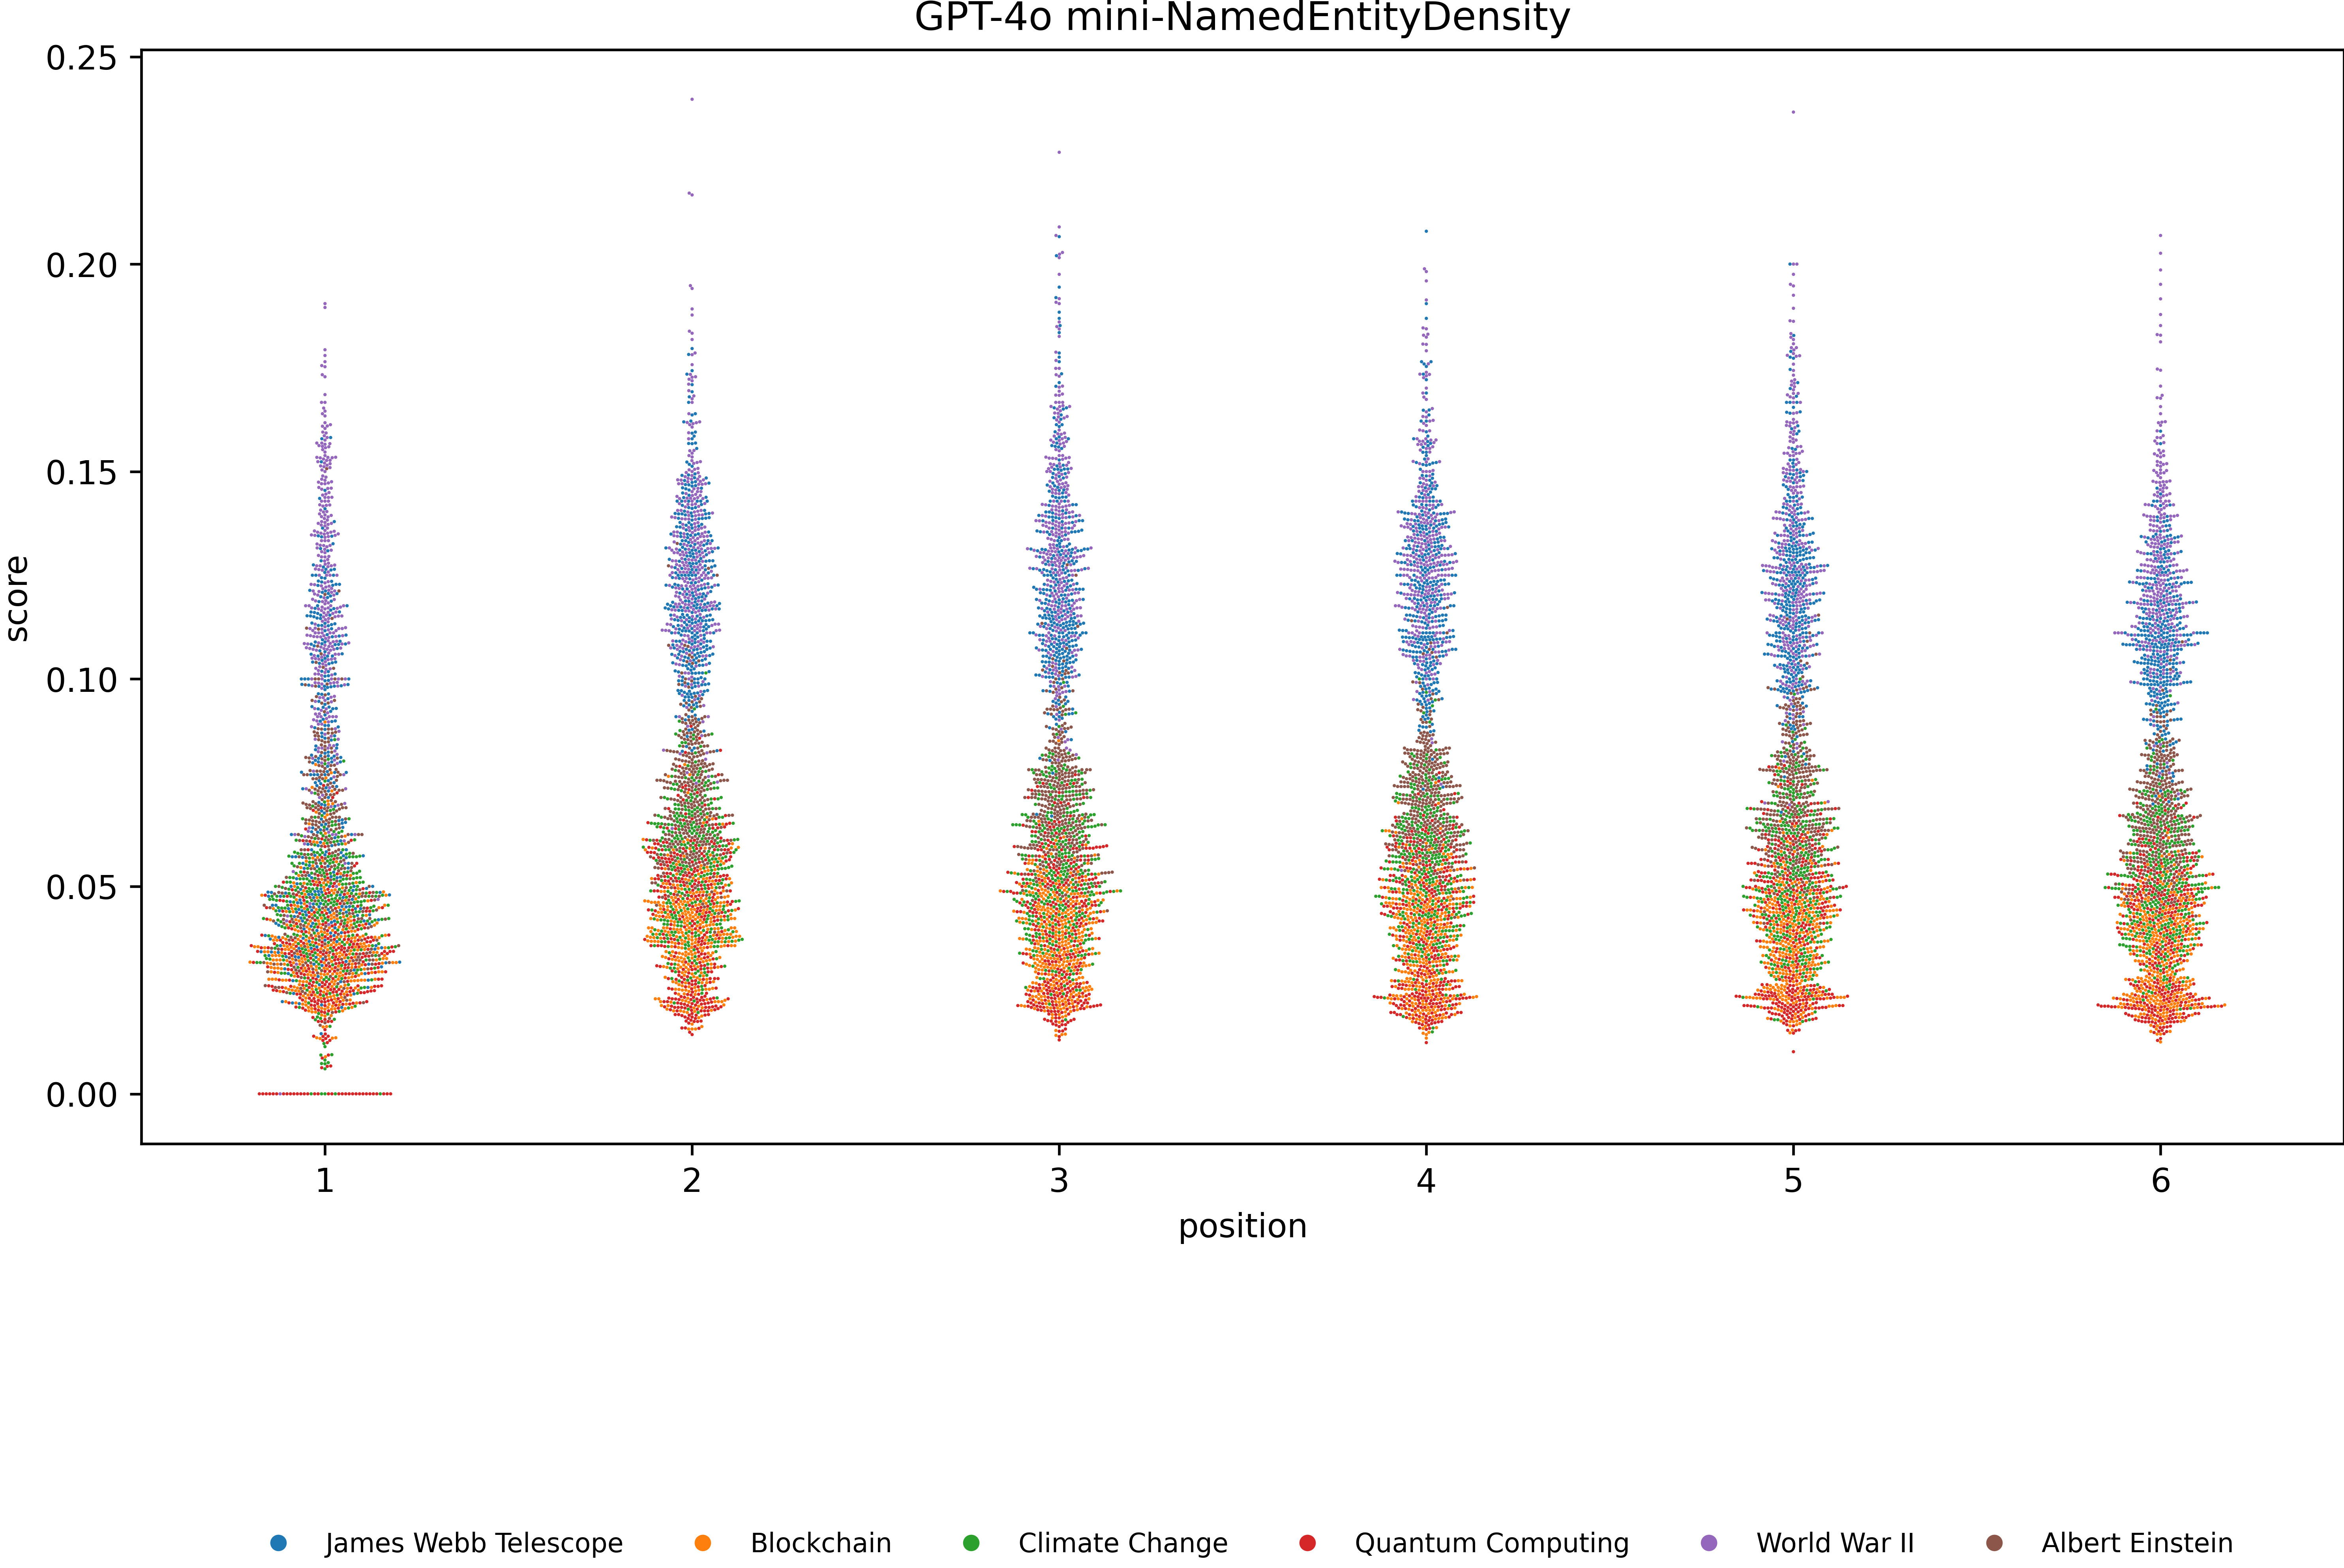 GPT-4o mini-NamedEntityDensity
0.25
0.20
0.15
0.10
0.05
0.00
score
1 2 3 4 5 6
position
James Webb Telescope Blockchain Climate Change Quantum Computing World War II Albert Einstein